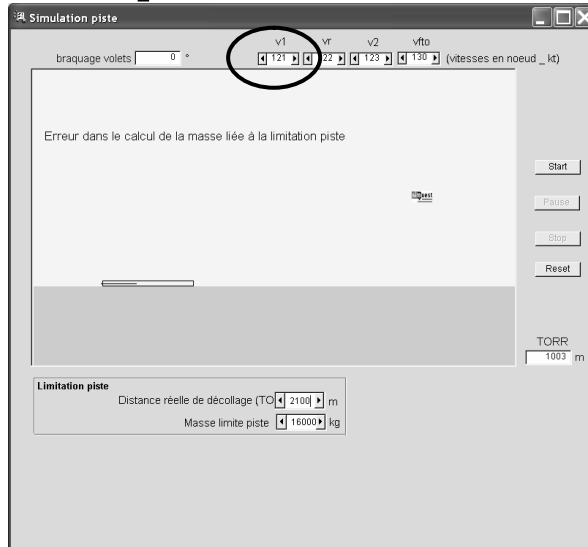 Simulation piste
v1 vr v2 vfto
braquage volets 0 ° 121 122 123 130 (vitesses en noeud _ kt)
Erreur dans le calcul de la masse liée à la limitation piste
Start
Pause
Stop
Reset
TORR
1003 m
Limitation piste
Distance réelle de décollage (TO 2100 m
Masse limite piste 16000 kg